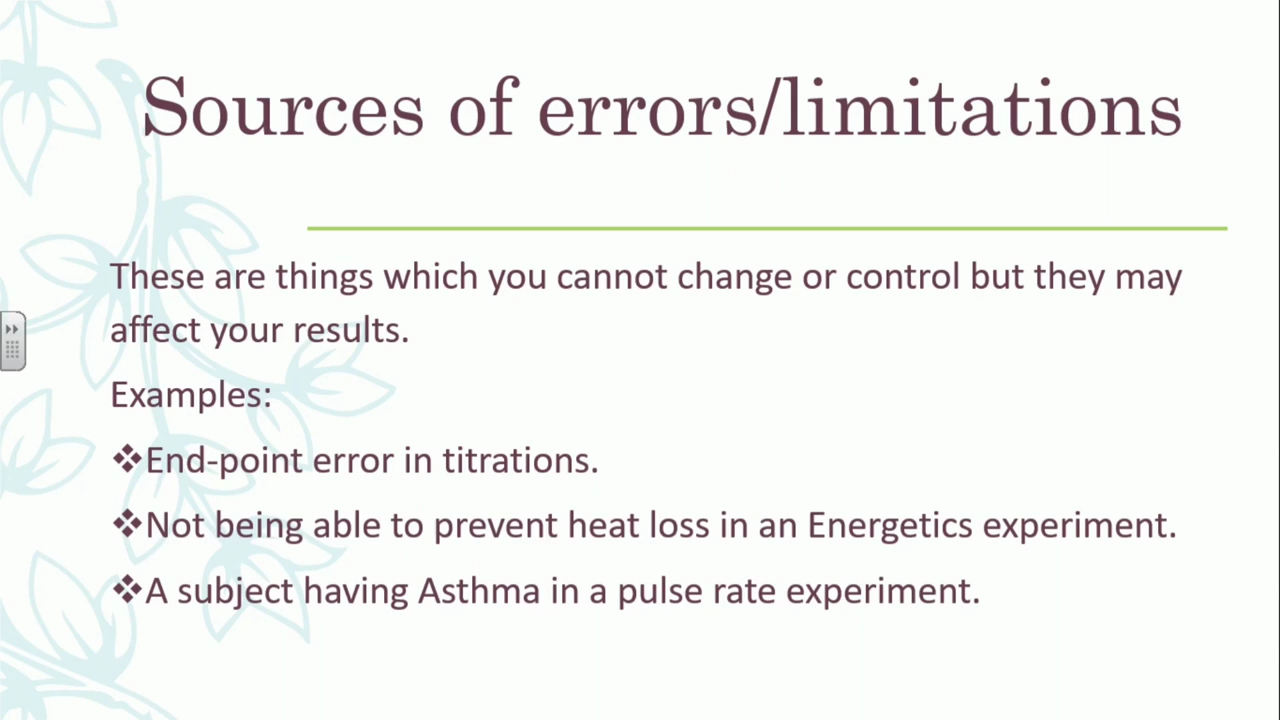 Sources of errors/limitations
These are things which you cannot change or control but they may
affect your results.
Examples:
❖End-point error in titrations.
❖Not being able to prevent heat loss in an Energetics experiment.
❖A subject having Asthma in a pulse rate experiment.